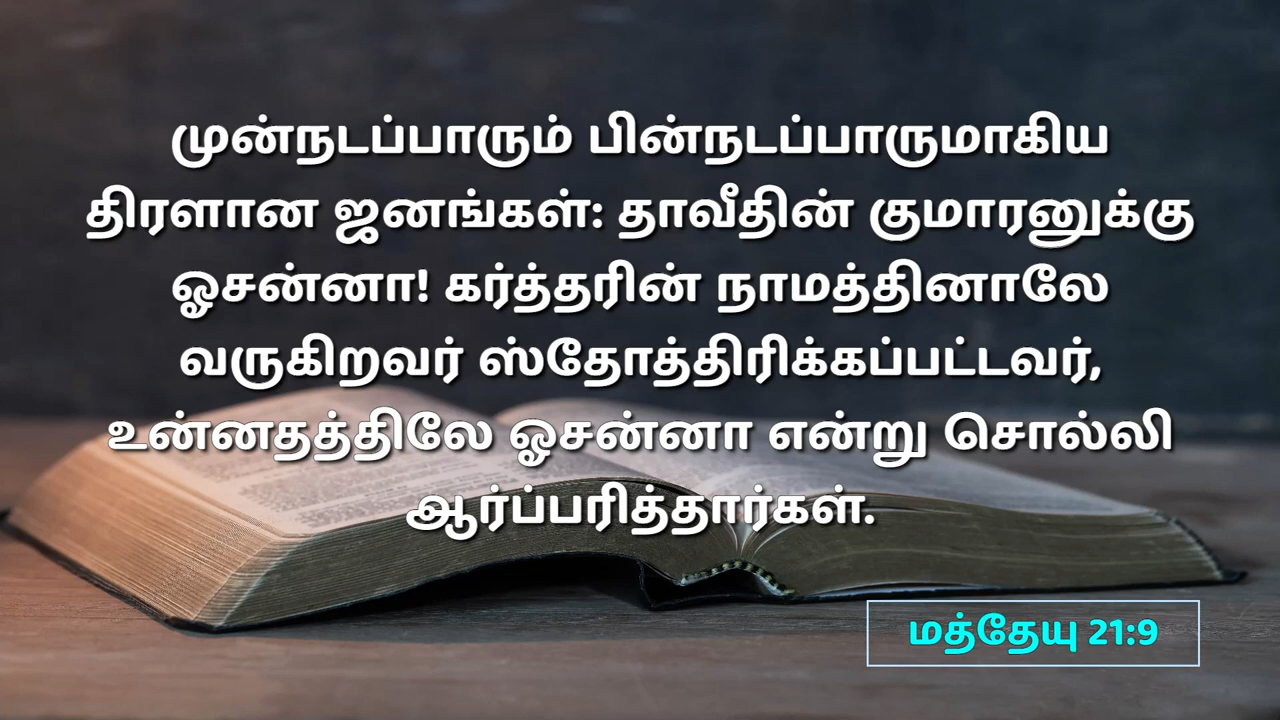 முன்நடப்பாரும் பின்நடப்பாருமாகிய
திரளான ஜனங்கள்: தாவீதின் குமாரனுக்கு
ஓசன்னா! கர்த்தரின் நாமத்தினாலே
வருகிறவர் ஸ்தோத்திரிக்கப்பட்டவர்,
உன்னதத்திலே ஓசன்னா என்று சொல்லி
ஆர்ப்பரித்தார்கள்.
மத்தேயு 21:9